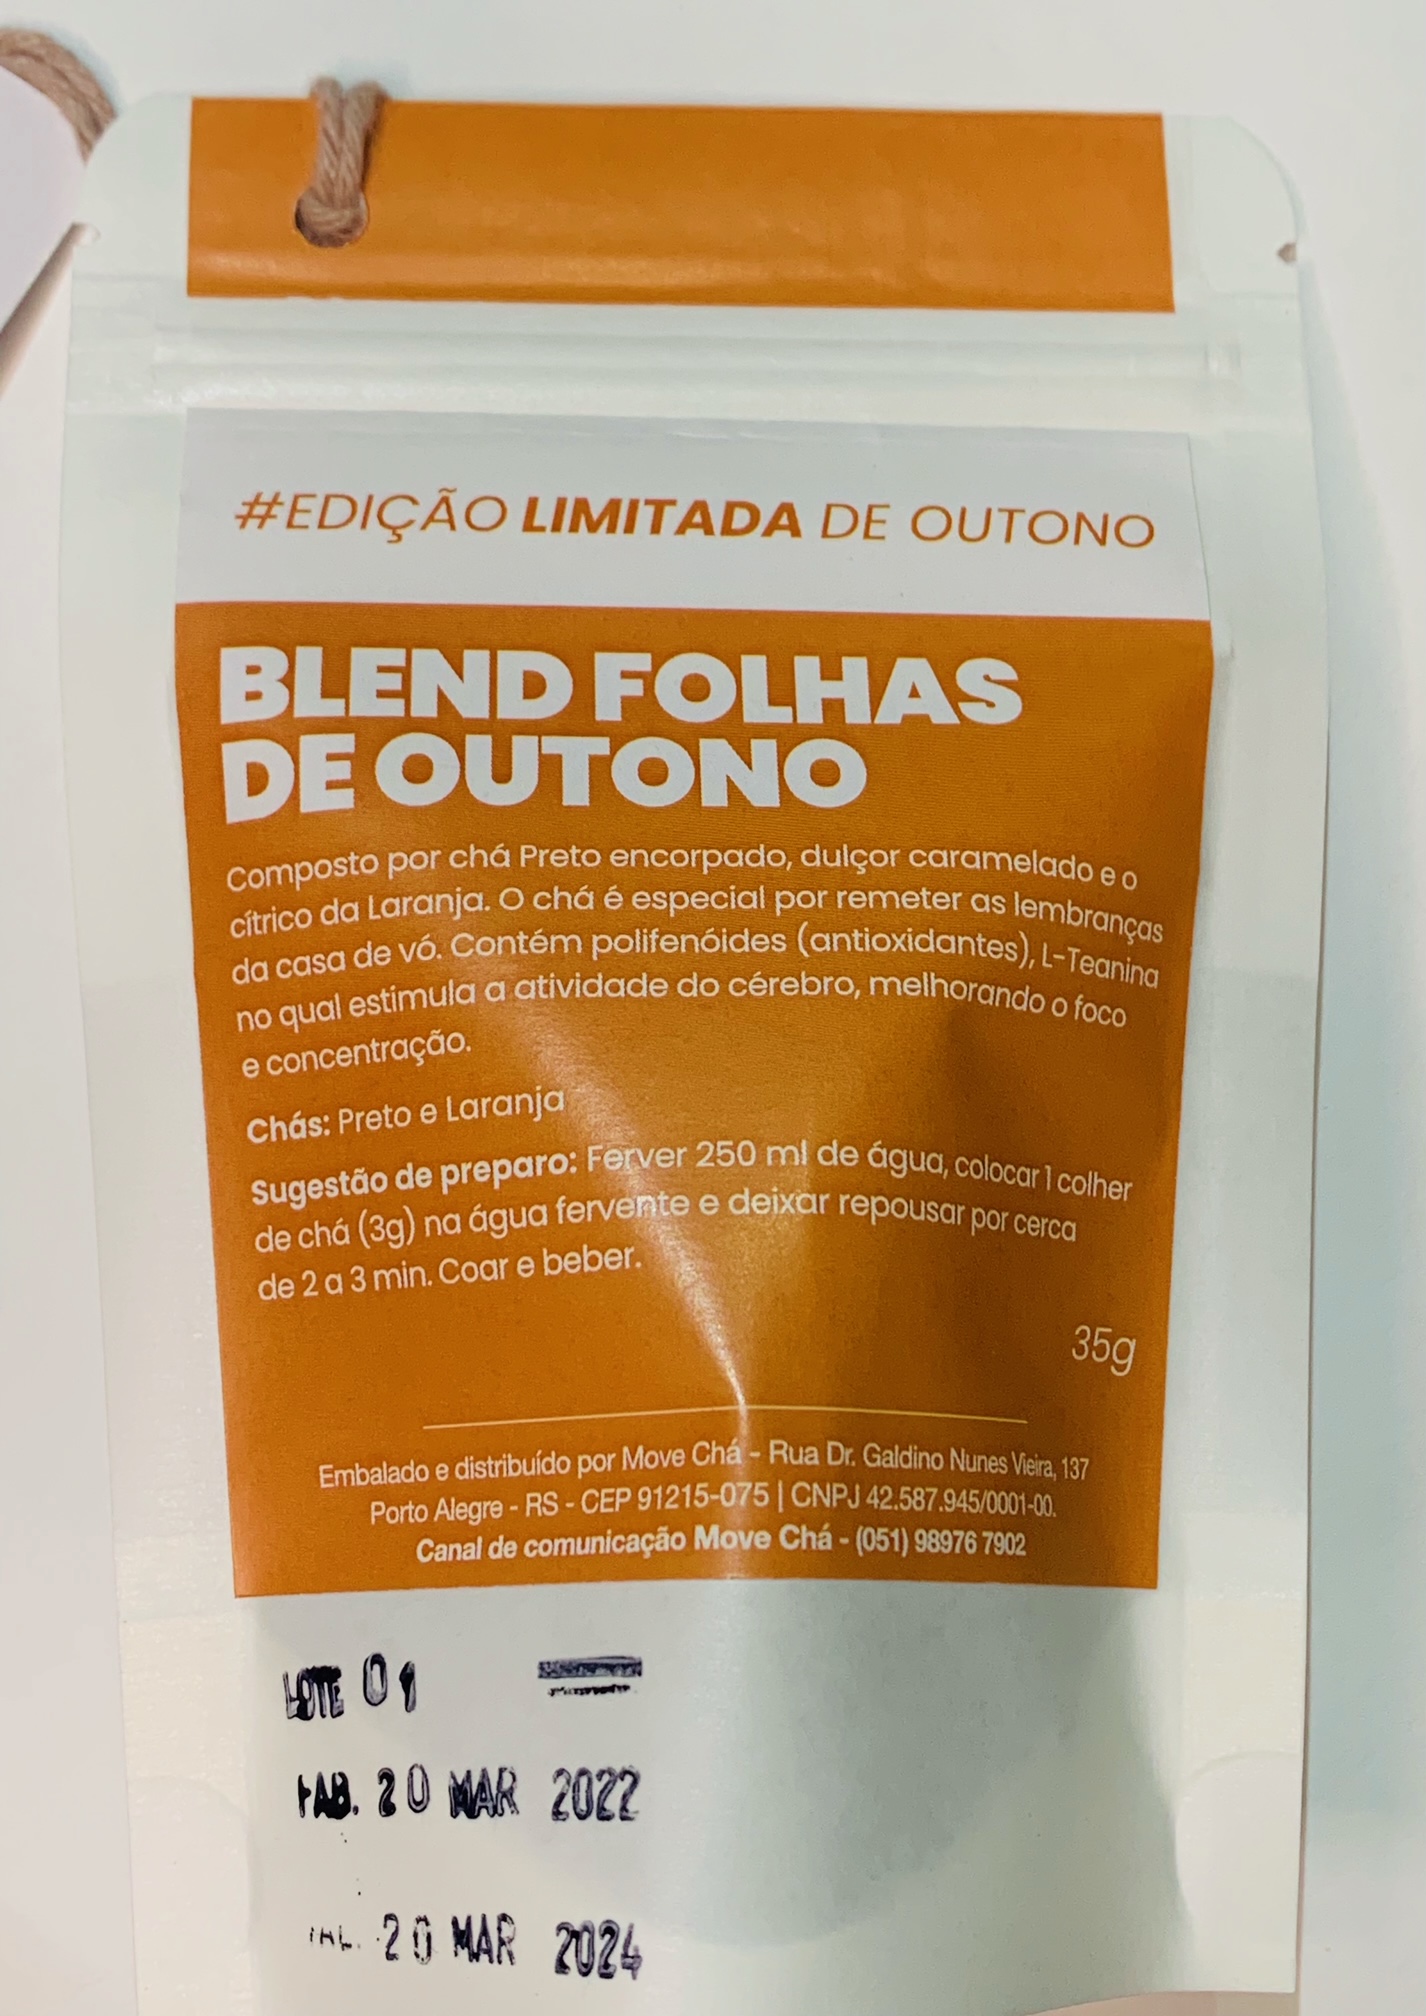 #EDIÇÃO LIMITADA DE OUTONO
BLEND FOLHAS
DE OUTONO
Composto por chá Preto encorpado, dulçor caramelado e o
cítrico da Laranja. O chá é especial por remeter as lembranças
da casa de vó. Contém polifenóides (antioxidantes), L-Teanina
no qual estimula a atividade do cérebro, melhorando o foco
e concentração.
Chás: Preto e Laranja
Sugestão de preparo: Ferver 250 ml de água, colocar 1 colher
de chá (3g) na água fervente e deixar repousar por cerca
de 2 a 3 min. Coar e beber.
35g
Embalado e distribuído por Move Chá - Rua Dr. Galdino Nunes Vieira, 137
Porto Alegre - RS - CEP 91215-075 | CNPJ 42.587.945/0001-00.
Canal de comunicação Move Chá - (051) 98976 7902
LOTE 01
FAB. 20 MAR 2022
20 MAR 2024